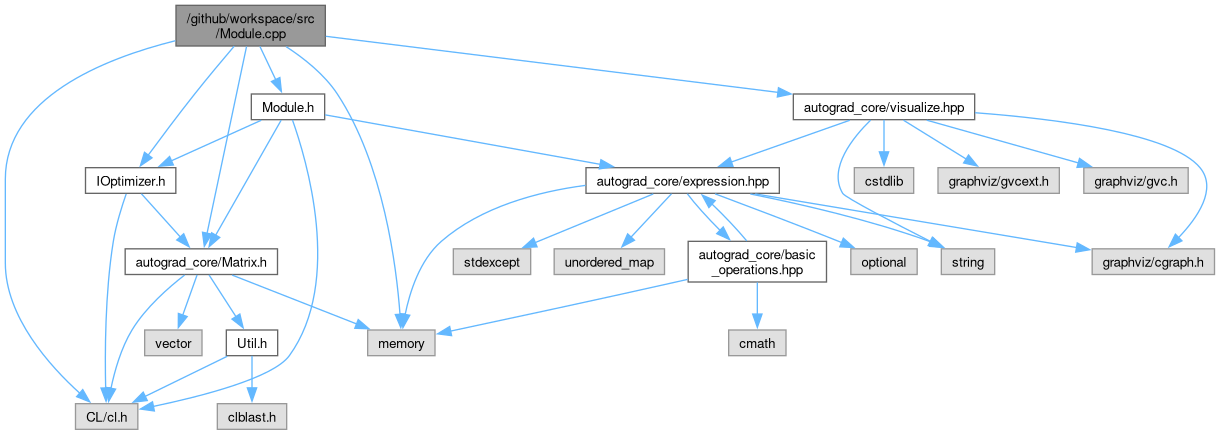 /github/workspace/src
/Module.cpp
Module.h
autograd_core/visualize.hpp
IOptimizer.h
autograd_core/expression.hpp
cstdlib
graphviz/gvcext.h
graphviz/gvc.h
autograd_core/Matrix.h
stdexcept
unordered_map
autograd_core/basic
_operations.hpp
optional
string
graphviz/cgraph.h
vector
Util.h
memory
cmath
CL/cl.h
clblast.h